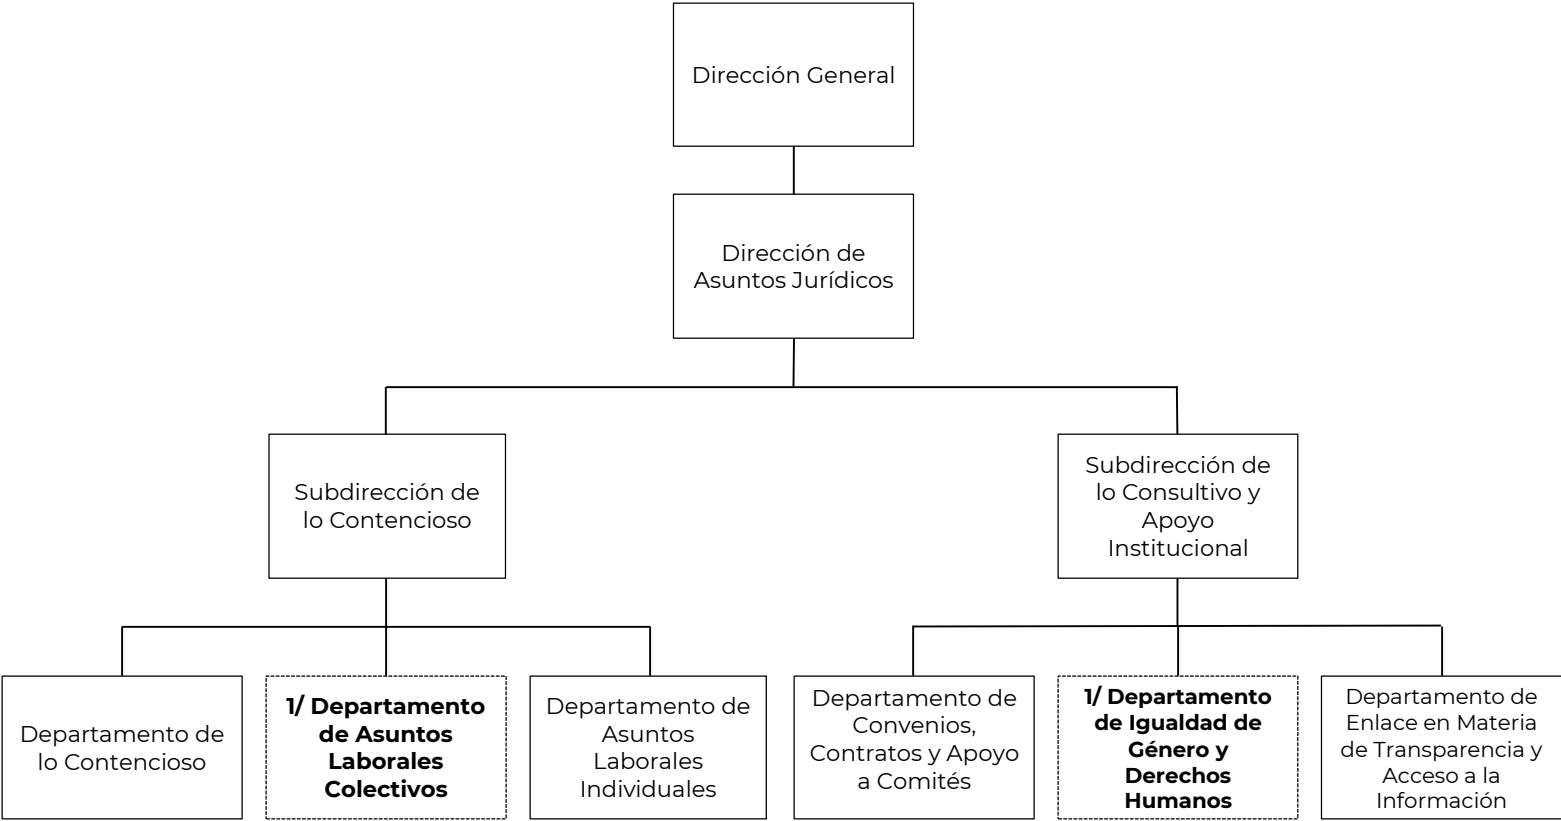 Dirección General
Dirección de
Asuntos Jurídicos
Subdirección de
lo Contencioso
Subdirección de
lo Consultivo y
Apoyo
Institucional
Departamento de
lo Contencioso
1/ Departamento
de Asuntos
Laborales
Colectivos
Departamento de
Asuntos
Laborales
Individuales
Departamento de
Convenios,
Contratos y Apoyo
a Comités
1/ Departamento
de Igualdad de
Género y
Derechos
Humanos
Departamento de
Enlace en Materia
de Transparencia y
Acceso a la
Información